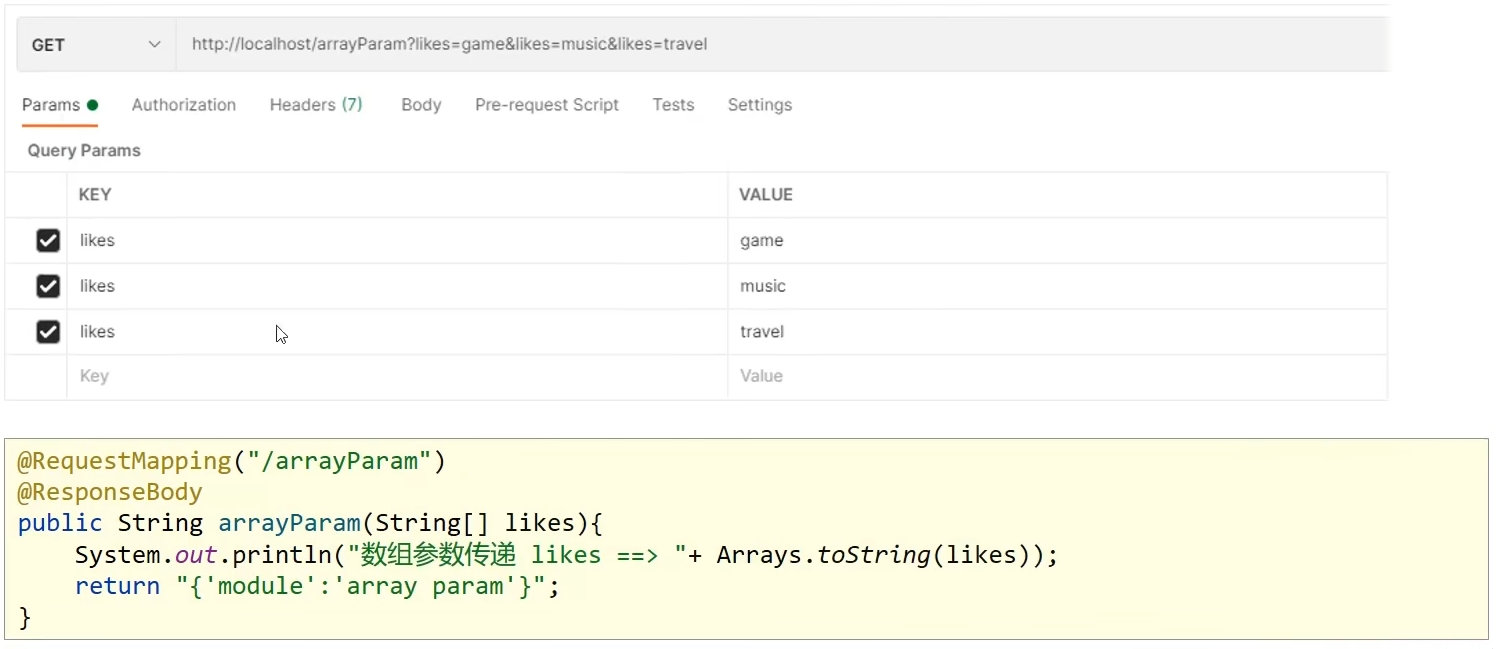 GET http://localhost/arrayParam?likes=game&likes=music&likes=travel
Params Authorization Headers (7) Body Pre-request Script Tests Settings
Query Params
KEY VALUE
likes game
likes music
likes travel
Key Value
@RequestMapping("/arrayParam")
@ResponseBody
public String arrayParam(String[] likes){
    System.out.println("数组参数传递 likes ==> "+ Arrays.toString(likes));
    return "{'module':'array param'}";
}